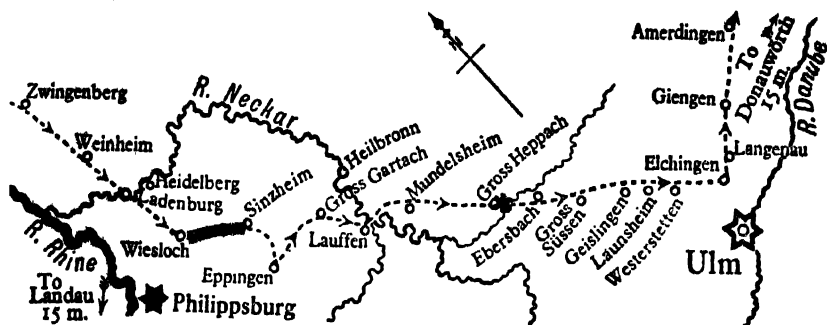 Zwingenberg
Weinheim
R. Neckar
Heidelberg
Ladenburg
Wiesloch
Sinzheim
R. Rhine
To
Landau
15 m.
Philippsburg
Eppingen
Gross Gartach
Heilbronn
Lauffen
Mundelsheim
N
Gross Heppach
Ebersbach
Gross
Süssen
Geislingen
Launsheim
Westerstetten
Elchingen
Langenau
Giengen
Amerdingen
To
Donauwörth
15 m.
R. Danube
Ulm